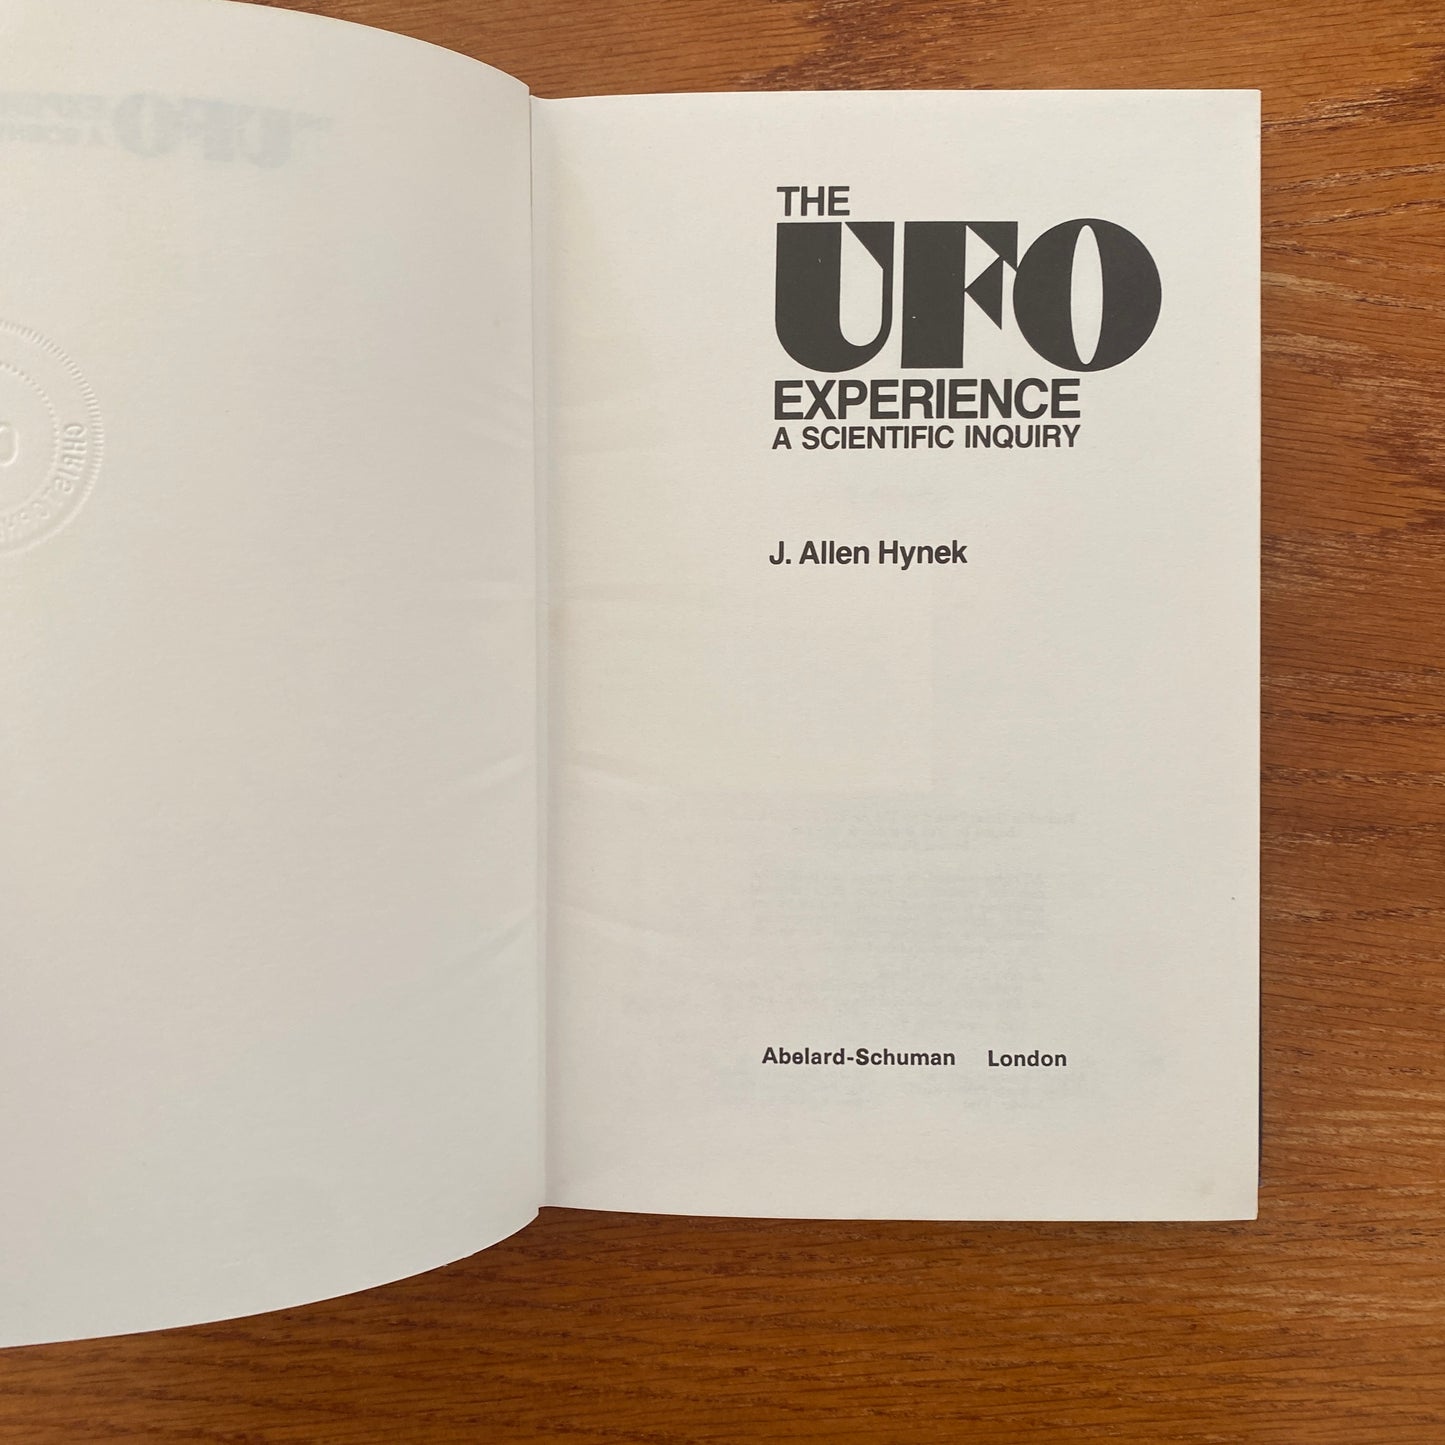 THE
UFO
EXPERIENCE
A SCIENTIFIC INQUIRY
J. Allen Hynek
Abelard-Schuman London